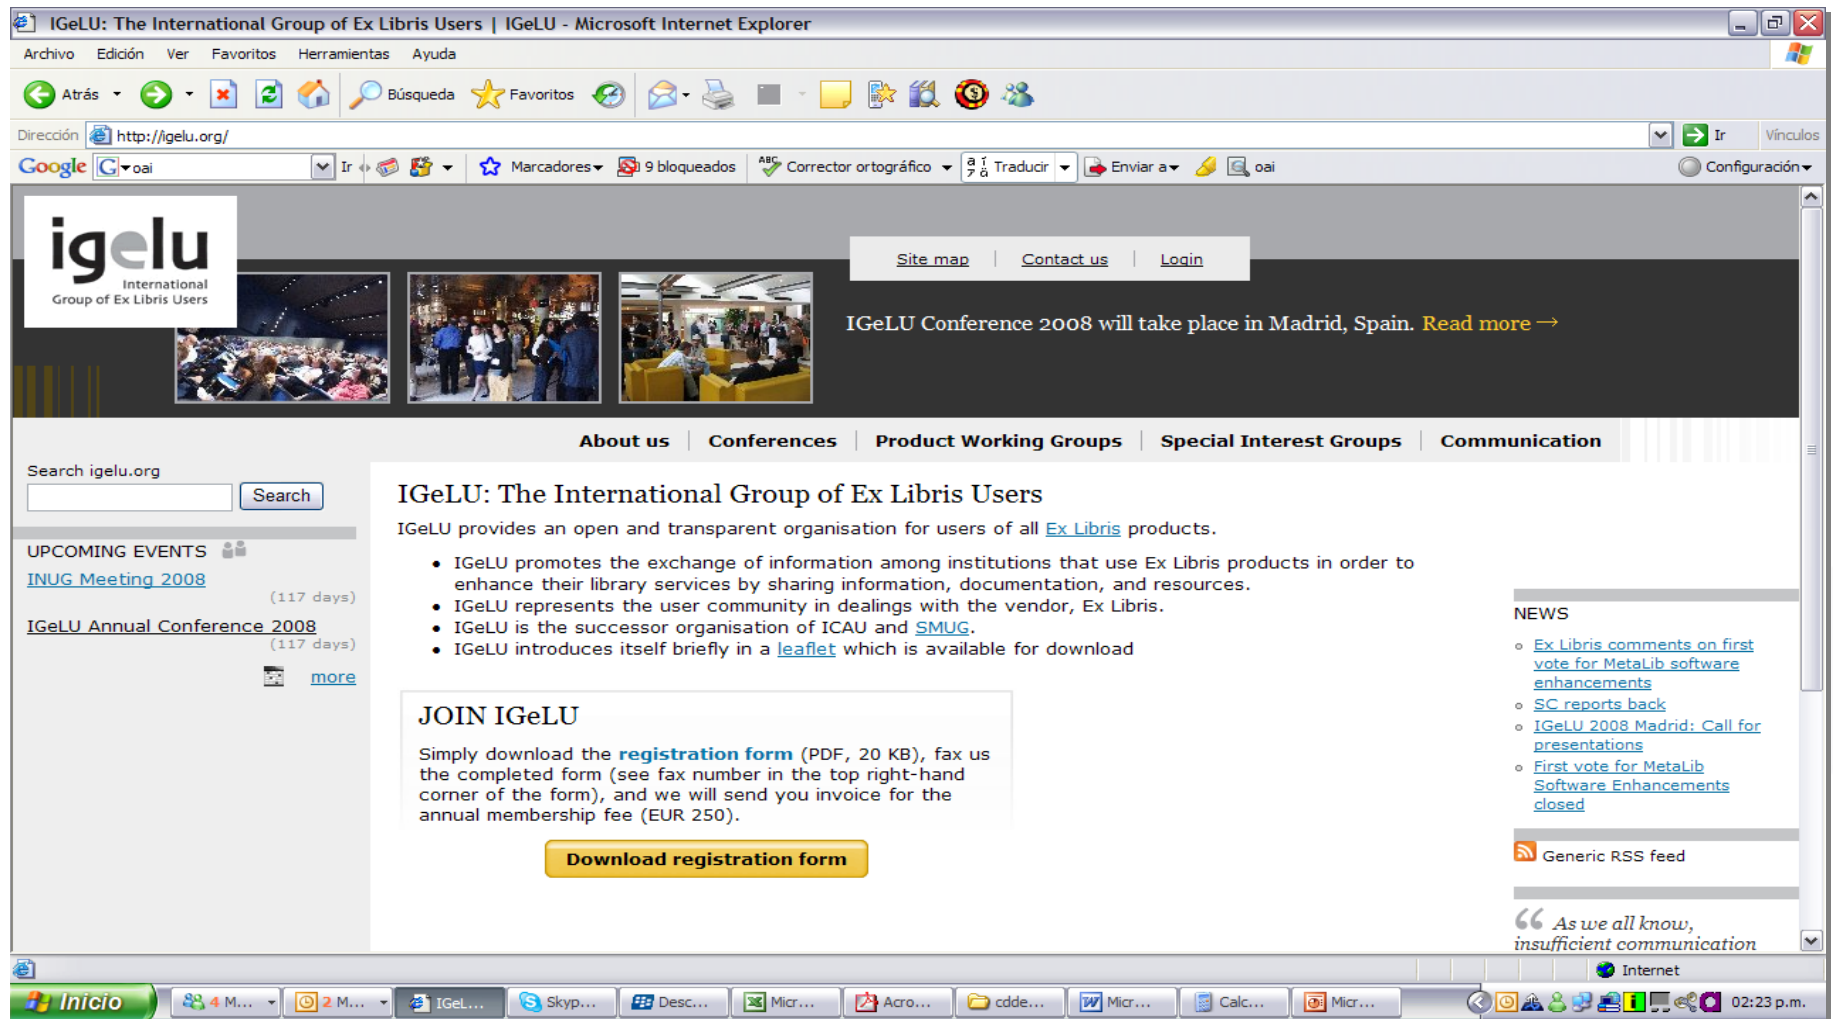 IGeLU: The International Group of Ex Libris Users | IGeLU - Microsoft Internet Explorer
Archivo Edición Ver Favoritos Herramientas Ayuda
Atrás Búsqueda Favoritos
Dirección http://igelu.org/ Ir Vínculos
Google G oai Ir Marcadores 9 bloqueados ABC Corrector ortográfico Traducir Enviar a oai Configuración
igelu
International
Group of Ex Libris Users
Site map | Contact us | Login
IGeLU Conference 2008 will take place in Madrid, Spain. Read more →
About us | Conferences | Product Working Groups | Special Interest Groups | Communication
Search igelu.org
Search
UPCOMING EVENTS
INUG Meeting 2008
(117 days)
IGeLU Annual Conference 2008
(117 days)
more
IGeLU: The International Group of Ex Libris Users
IGeLU provides an open and transparent organisation for users of all Ex Libris products.
• IGeLU promotes the exchange of information among institutions that use Ex Libris products in order to
enhance their library services by sharing information, documentation, and resources.
• IGeLU represents the user community in dealings with the vendor, Ex Libris.
• IGeLU is the successor organisation of ICAU and SMUG.
• IGeLU introduces itself briefly in a leaflet which is available for download
JOIN IGeLU
Simply download the registration form (PDF, 20 KB), fax us
the completed form (see fax number in the top right-hand
corner of the form), and we will send you invoice for the
annual membership fee (EUR 250).
Download registration form
NEWS
Ex Libris comments on first
vote for MetaLib software
enhancements
SC reports back
IGeLU 2008 Madrid: Call for
presentations
First vote for MetaLib
Software Enhancements
closed
Generic RSS feed
“ As we all know,
insufficient communication
Internet
Inicio 4 M... 2 M... IGeL... Skyp... Desc... Micr... Acro... cdde... Micr... Calc... Micr... 02:23 p.m.